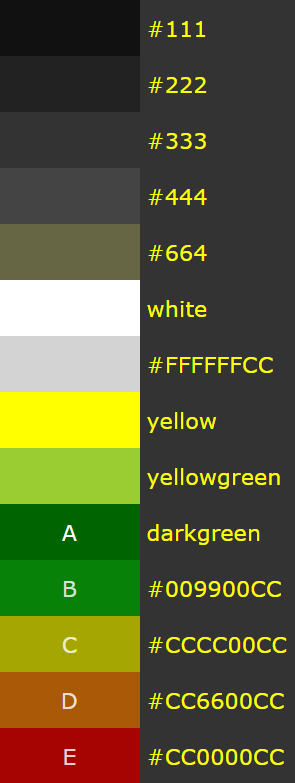 #111
#222
#333
#444
#664
white
#FFFFFFCC
yellow
yellowgreen
A darkgreen
B #009900CC
C #CCCC00CC
D #CC6600CC
E #CC0000CC